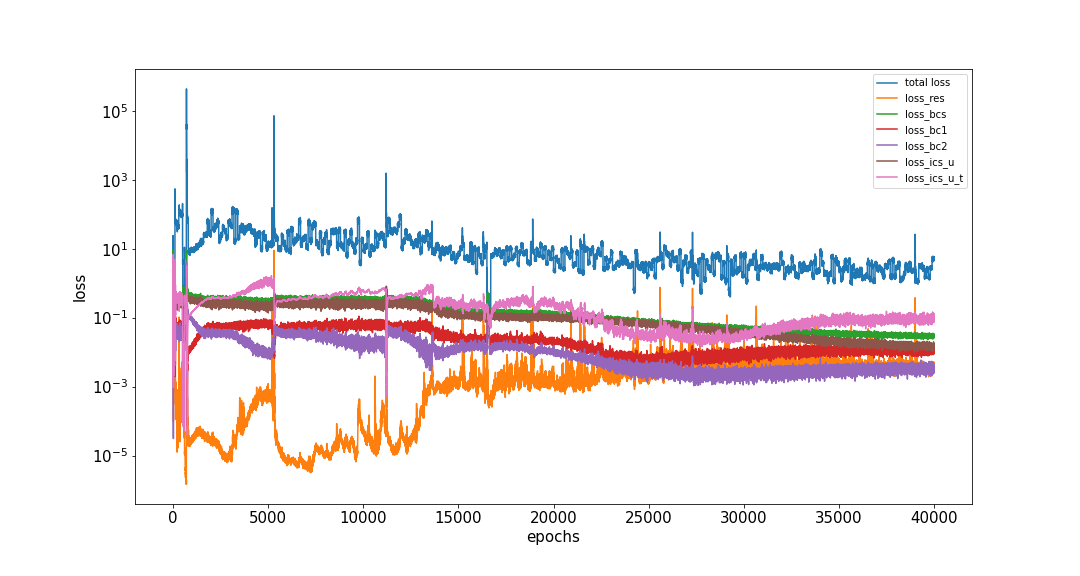 total loss
loss_res
loss_bcs
loss_bc1
loss_bc2
loss_ics_u
loss_ics_u_t
10^5
10^3
10^1
10^-1
10^-3
10^-5
loss
0 5000 10000 15000 20000 25000 30000 35000 40000
epochs